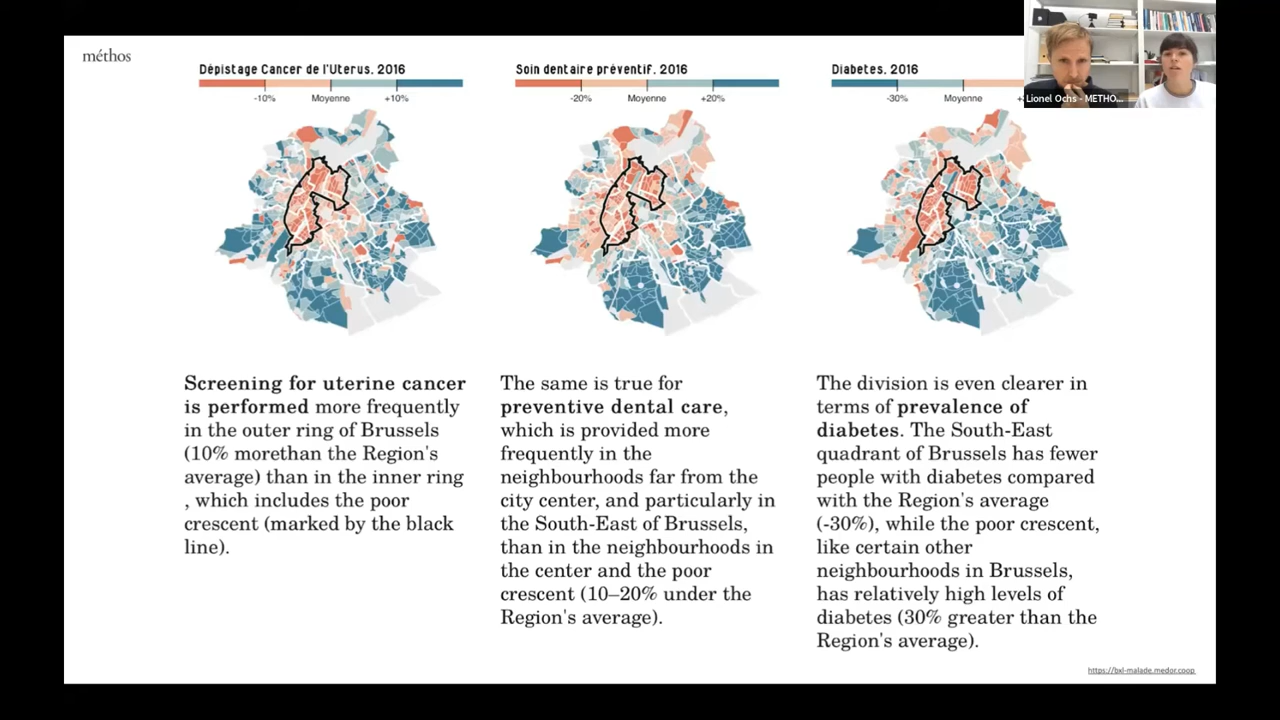 méthos
Dépistage Cancer de l'Uterus, 2016
-10% Moyenne +10%
Soin dentaire préventif, 2016
-20% Moyenne +20%
Diabetes, 2016
-30% Moyenne
Lionel Ochs - METHO...
Screening for uterine cancer
is performed more frequently
in the outer ring of Brussels
(10% morethan the Region's
average) than in the inner ring
, which includes the poor
crescent (marked by the black
line).
The same is true for
preventive dental care,
which is provided more
frequently in the
neighbourhoods far from the
city center, and particularly in
the South-East of Brussels,
than in the neighbourhoods in
the center and the poor
crescent (10–20% under the
Region's average).
The division is even clearer in
terms of prevalence of
diabetes. The South-East
quadrant of Brussels has fewer
people with diabetes compared
with the Region's average
(-30%), while the poor crescent,
like certain other
neighbourhoods in Brussels,
has relatively high levels of
diabetes (30% greater than the
Region's average).
https://bxl-malade.medor.coop